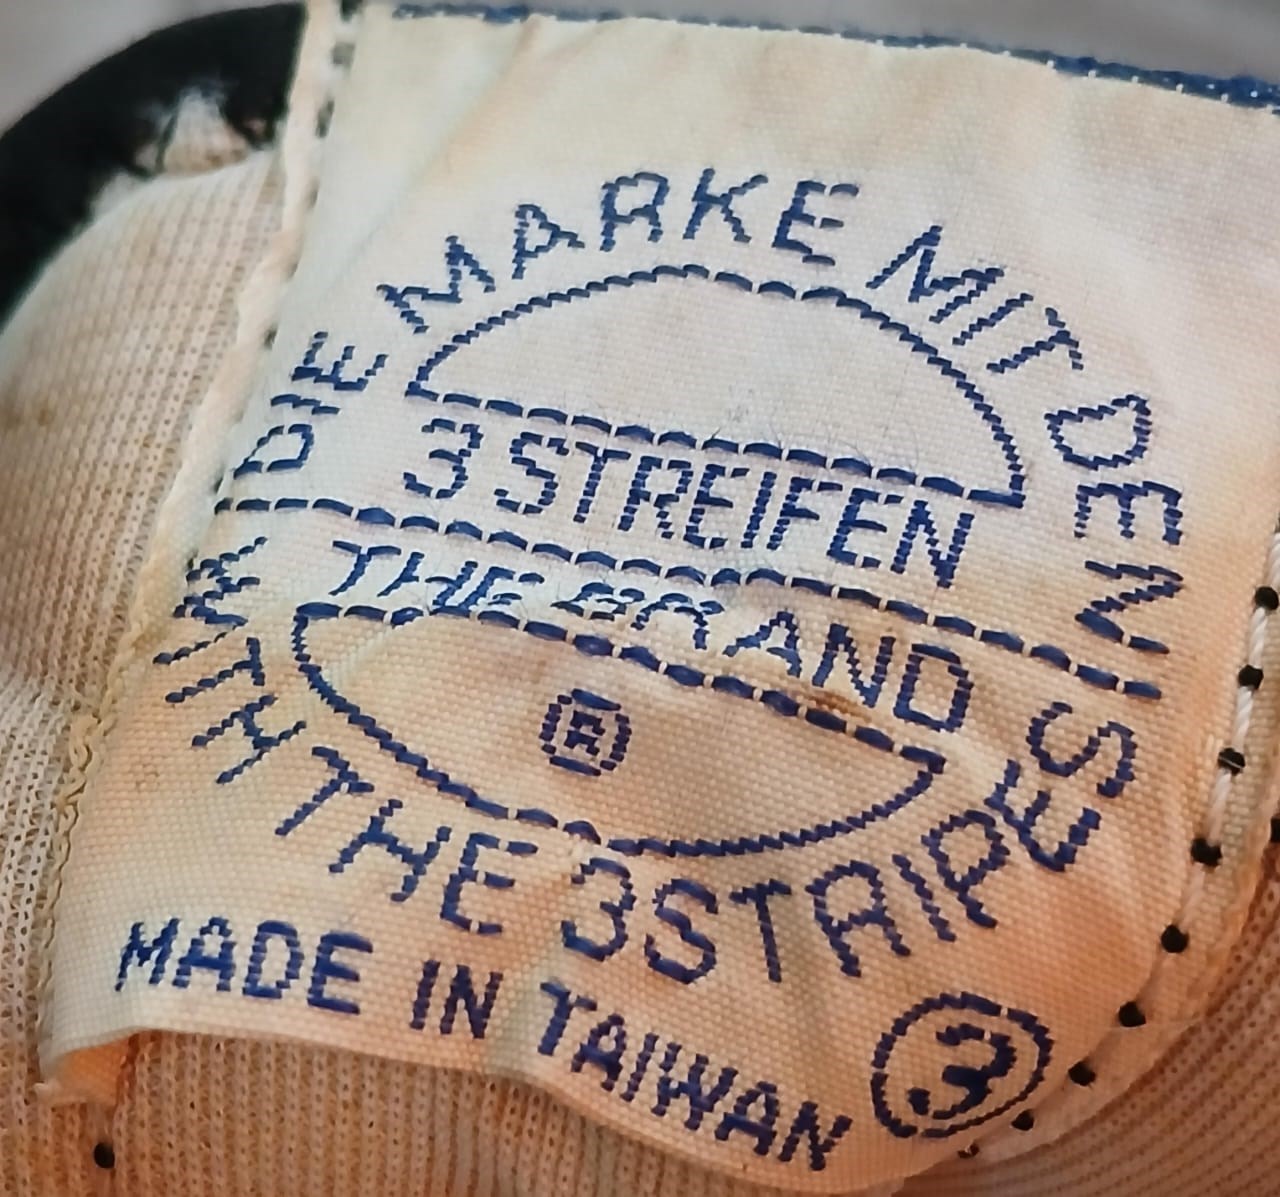 DIE MARKE MIT DEN
3 STREIFEN
THE BRAND
®
WITH THE 3 STRIPES
MADE IN TAIWAN
3